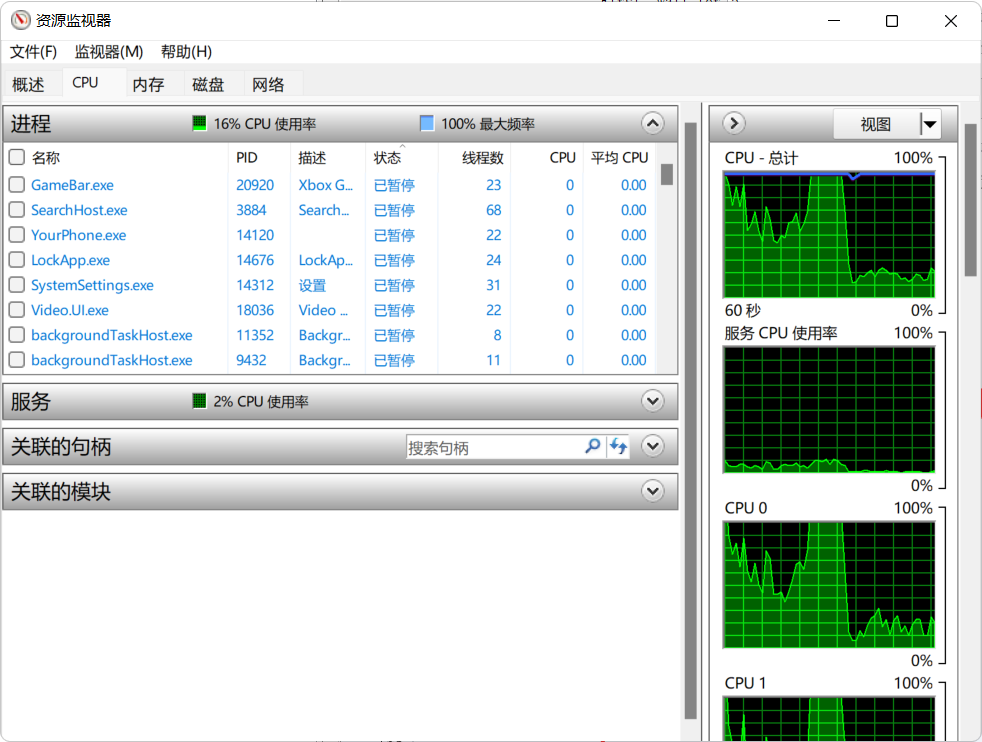 资源监视器
文件(F) 监视器(M) 帮助(H)
概述 CPU 内存 磁盘 网络
进程 16% CPU 使用率 100% 最大频率
名称 PID 描述 状态 线程数 CPU 平均 CPU
GameBar.exe 20920 Xbox G... 已暂停 23 0 0.00
SearchHost.exe 3884 Search... 已暂停 68 0 0.00
YourPhone.exe 14120 已暂停 22 0 0.00
LockApp.exe 14676 LockAp... 已暂停 24 0 0.00
SystemSettings.exe 14312 设置 已暂停 31 0 0.00
Video.UI.exe 18036 Video ... 已暂停 22 0 0.00
backgroundTaskHost.exe 11352 Backgr... 已暂停 8 0 0.00
backgroundTaskHost.exe 9432 Backgr... 已暂停 11 0 0.00
服务 2% CPU 使用率
关联的句柄 搜索句柄
关联的模块
视图
CPU - 总计 100%
60 秒 0%
服务 CPU 使用率 100%
0%
CPU 0 100%
0%
CPU 1 100%